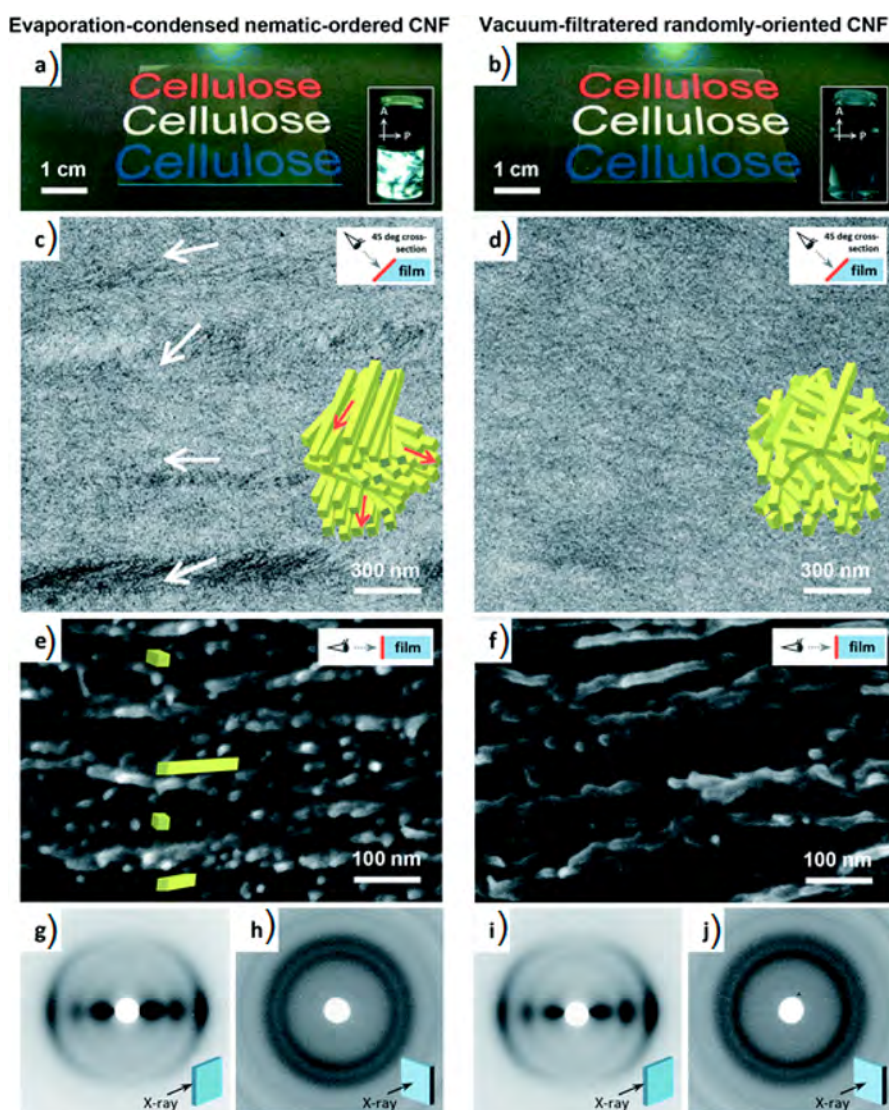 Evaporation-condensed nematic-ordered CNF
Vacuum-filtratered randomly-oriented CNF
a)
Cellulose
Cellulose
Cellulose
1 cm
A
P
b)
Cellulose
Cellulose
Cellulose
1 cm
A
P
c)
45 deg cross-
section
film
300 nm
d)
45 deg cross-
section
film
300 nm
e)
film
100 nm
f)
film
100 nm
g)
X-ray
h)
X-ray
i)
X-ray
j)
X-ray